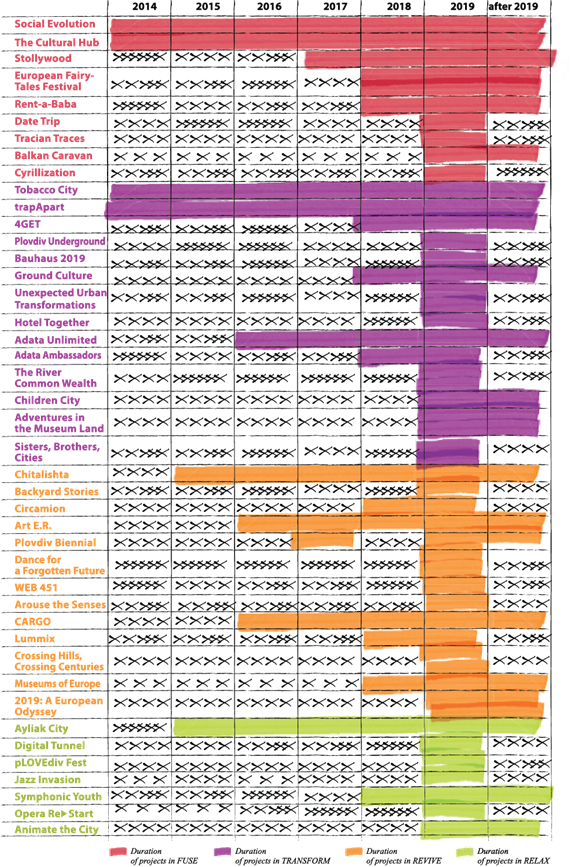 2014 2015 2016 2017 2018 2019 after 2019
Social Evolution
The Cultural Hub
Stollywood
European Fairy-
Tales Festival
Rent-a-Baba
Date Trip
Tracian Traces
Balkan Caravan
Cyrillization
Tobacco City
trapApart
4GET
Plovdiv Underground
Bauhaus 2019
Ground Culture
Unexpected Urban
Transformations
Hotel Together
Adata Unlimited
Adata Ambassadors
The River
Common Wealth
Children City
Adventures in
the Museum Land
Sisters, Brothers,
Cities
Chitalishta
Backyard Stories
Circamion
Art E.R.
Plovdiv Biennial
Dance for
a Forgotten Future
WEB 451
Arouse the Senses
CARGO
Lummix
Crossing Hills,
Crossing Centuries
Museums of Europe
2019: A European
Odyssey
Ayliak City
Digital Tunnel
pLOVEdiv Fest
Jazz Invasion
Symphonic Youth
Opera Re▸Start
Animate the City
Duration
of projects in FUSE
Duration
of projects in TRANSFORM
Duration
of projects in REVIVE
Duration
of projects in RELAX